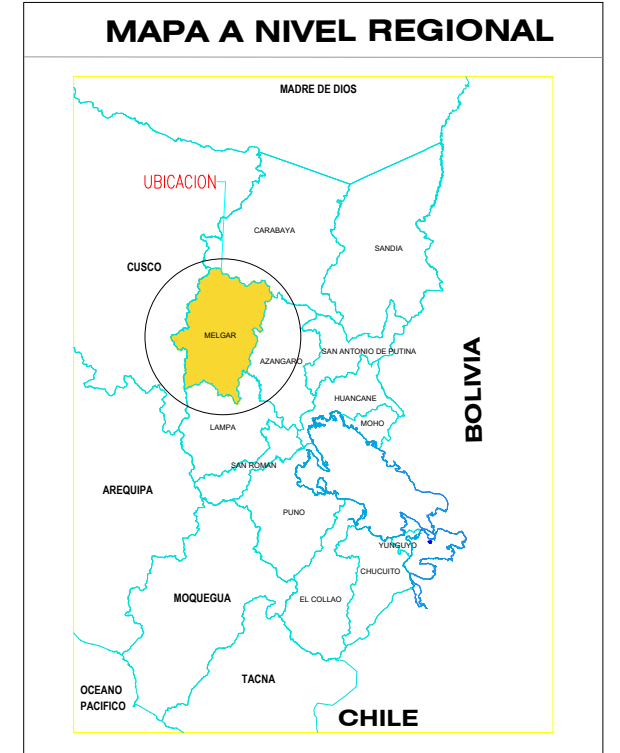 MAPA A NIVEL REGIONAL
MADRE DE DIOS
UBICACION
CARABAYA
SANDIA
CUSCO
MELGAR
AZANGARO
SAN ANTONIO DE PUTINA
BOLIVIA
HUANCANE
MOHO
LAMPA
SAN ROMAN
AREQUIPA
PUNO
YUNGUYO
CHUCUITO
MOQUEGUA
EL COLLAO
TACNA
OCEANO
PACIFICO
CHILE